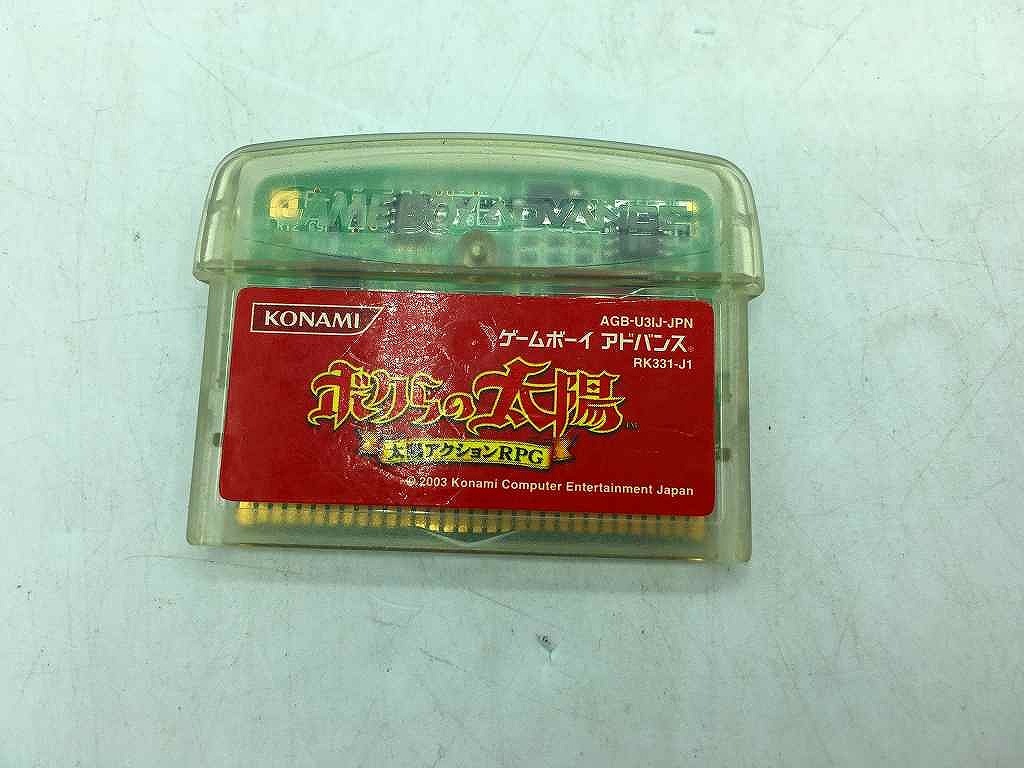 GAME BOY ADVANCE
KONAMI
AGB-U3IJ-JPN
ゲームボーイ アドバンス®
RK331-J1
ボクらの太陽™
太陽アクションRPG
© 2003 Konami Computer Entertainment Japan